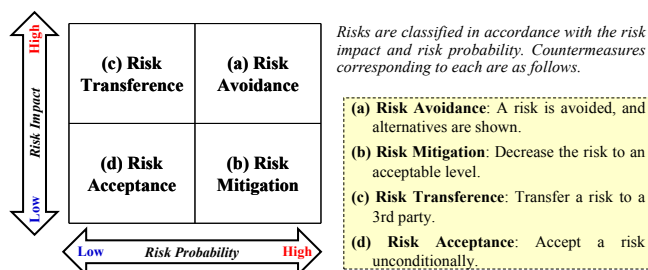 High
Risk Impact
Low
(c) Risk
Transference
(a) Risk
Avoidance
(d) Risk
Acceptance
(b) Risk
Mitigation
Low
Risk Probability
High
Risks are classified in accordance with the risk
impact and risk probability. Countermeasures
corresponding to each are as follows.
(a) Risk Avoidance: A risk is avoided, and
alternatives are shown.
(b) Risk Mitigation: Decrease the risk to an
acceptable level.
(c) Risk Transference: Transfer a risk to a
3rd party.
(d) Risk Acceptance: Accept a risk
unconditionally.